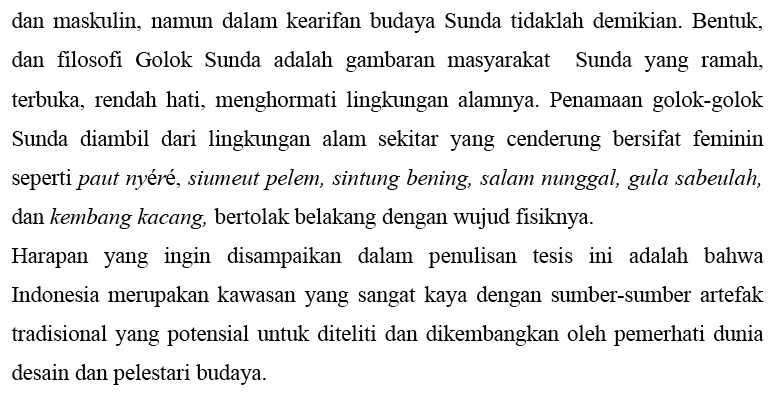 dan maskulin, namun dalam kearifan budaya Sunda tidaklah demikian. Bentuk,
dan filosofi Golok Sunda adalah gambaran masyarakat Sunda yang ramah,
terbuka, rendah hati, menghormati lingkungan alamnya. Penamaan golok-golok
Sunda diambil dari lingkungan alam sekitar yang cenderung bersifat feminin
seperti paut nyéré, siumeut pelem, sintung bening, salam nunggal, gula sabeulah,
dan kembang kacang, bertolak belakang dengan wujud fisiknya.
Harapan yang ingin disampaikan dalam penulisan tesis ini adalah bahwa
Indonesia merupakan kawasan yang sangat kaya dengan sumber-sumber artefak
tradisional yang potensial untuk diteliti dan dikembangkan oleh pemerhati dunia
desain dan pelestari budaya.